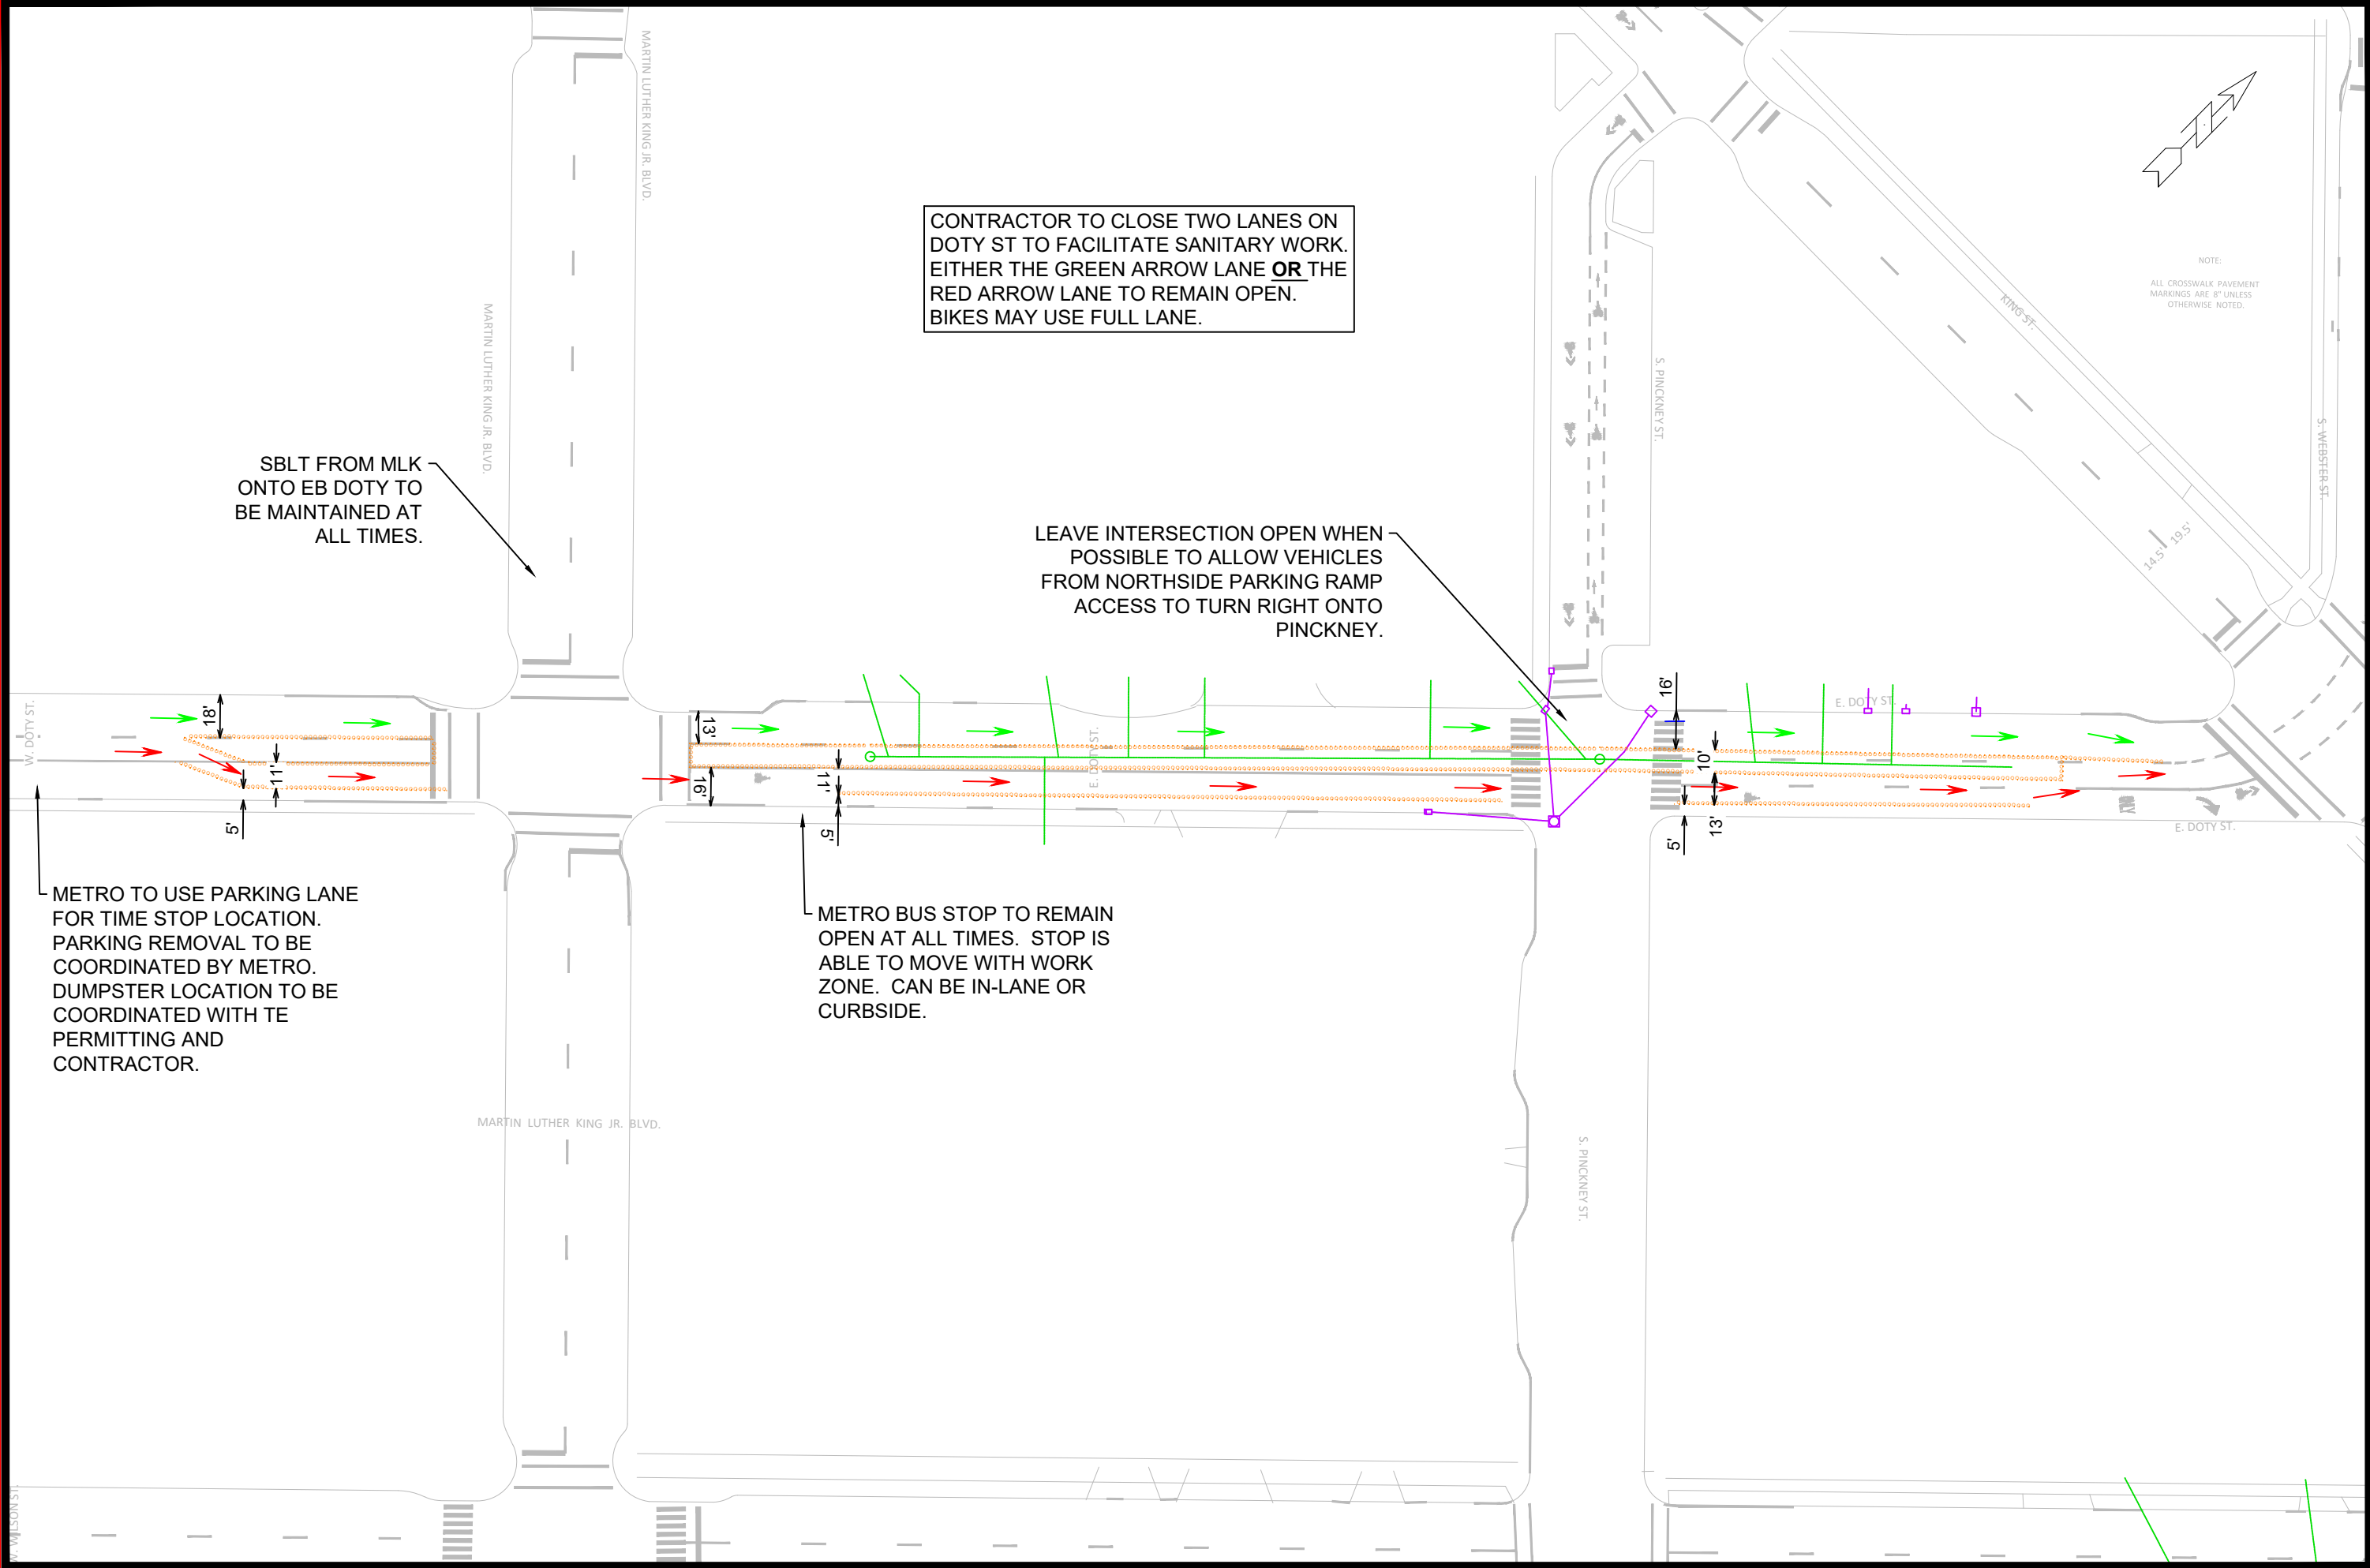 MARTIN LUTHER KING JR. BLVD.
MARTIN LUTHER KING JR. BLVD.
CONTRACTOR TO CLOSE TWO LANES ON
DOTY ST TO FACILITATE SANITARY WORK.
EITHER THE GREEN ARROW LANE OR THE
RED ARROW LANE TO REMAIN OPEN.
BIKES MAY USE FULL LANE.
NOTE:
ALL CROSSWALK PAVEMENT
MARKINGS ARE 8" UNLESS
OTHERWISE NOTED.
KING ST.
S. PINCKNEY ST.
S. WEBSTER ST.
14.5'
19.5'
SBLT FROM MLK
ONTO EB DOTY TO
BE MAINTAINED AT
ALL TIMES.
LEAVE INTERSECTION OPEN WHEN
POSSIBLE TO ALLOW VEHICLES
FROM NORTHSIDE PARKING RAMP
ACCESS TO TURN RIGHT ONTO
PINCKNEY.
W. DOTY ST.
18'
11'
5'
13'
16'
11'
5'
E. DOTY ST.
16'
10'
13'
5'
E. DOTY ST.
ONLY
E. DOTY ST.
METRO TO USE PARKING LANE
FOR TIME STOP LOCATION.
PARKING REMOVAL TO BE
COORDINATED BY METRO.
DUMPSTER LOCATION TO BE
COORDINATED WITH TE
PERMITTING AND
CONTRACTOR.
METRO BUS STOP TO REMAIN
OPEN AT ALL TIMES. STOP IS
ABLE TO MOVE WITH WORK
ZONE. CAN BE IN-LANE OR
CURBSIDE.
MARTIN LUTHER KING JR. BLVD.
S. PINCKNEY ST.
W. WILSON ST.